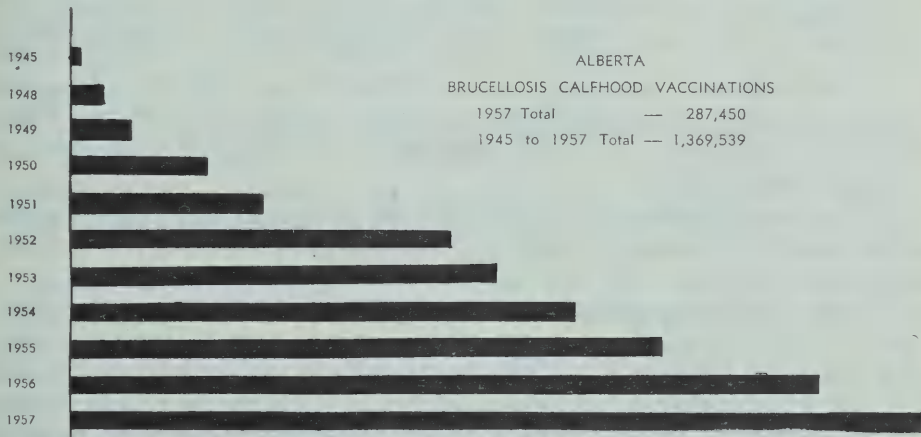 1945
1948
1949
1950
1951
1952
1953
1954
1955
1956
1957
ALBERTA
BRUCELLOSIS CALFHOOD VACCINATIONS
1957 Total — 287,450
1945 to 1957 Total — 1,369,539